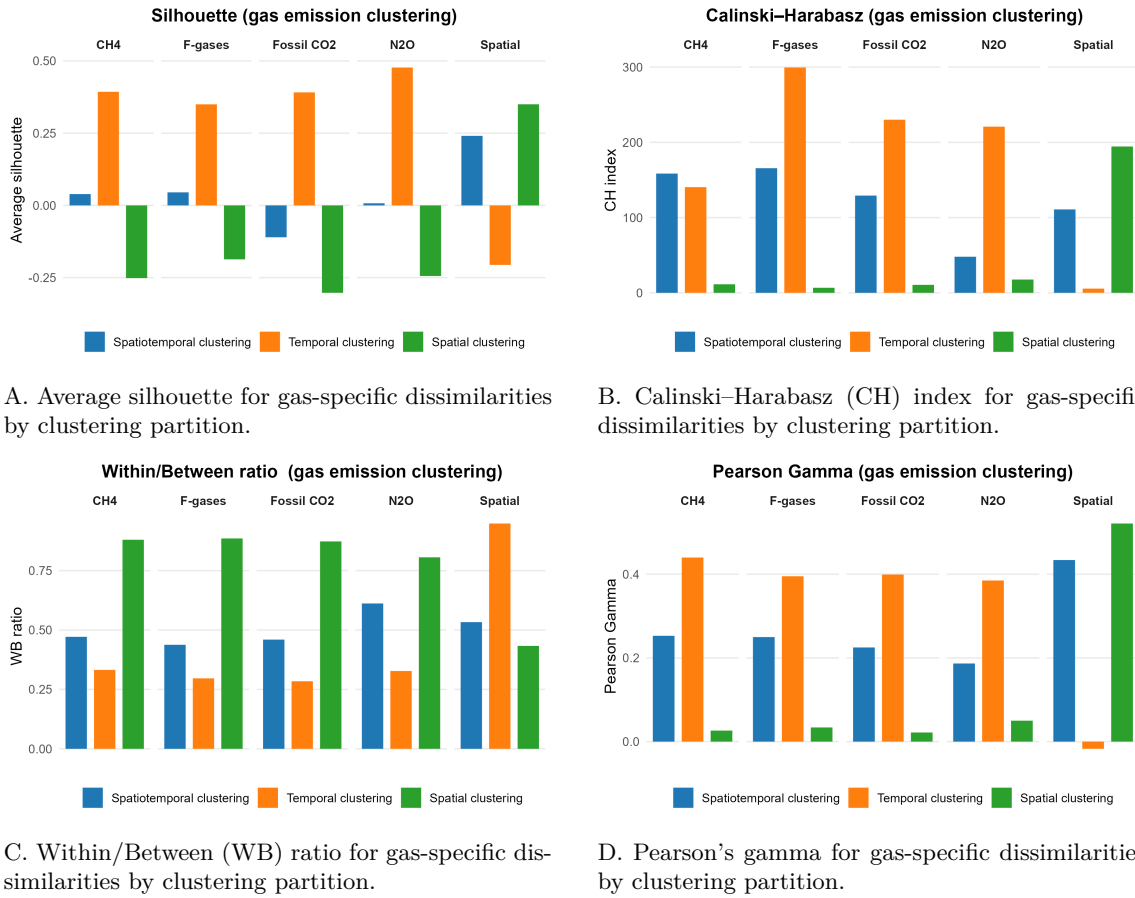 Silhouette (gas emission clustering)
CH4 F-gases Fossil CO2 N2O Spatial
Average silhouette
0.50
0.25
0.00
-0.25
Spatiotemporal clustering Temporal clustering Spatial clustering
A. Average silhouette for gas-specific dissimilarities
by clustering partition.
Calinski–Harabasz (gas emission clustering)
CH4 F-gases Fossil CO2 N2O Spatial
CH index
300
200
100
0
Spatiotemporal clustering Temporal clustering Spatial clustering
B. Calinski–Harabasz (CH) index for gas-specifi
dissimilarities by clustering partition.
Within/Between ratio (gas emission clustering)
CH4 F-gases Fossil CO2 N2O Spatial
WB ratio
0.75
0.50
0.25
0.00
Spatiotemporal clustering Temporal clustering Spatial clustering
C. Within/Between (WB) ratio for gas-specific dis-
similarities by clustering partition.
Pearson Gamma (gas emission clustering)
CH4 F-gases Fossil CO2 N2O Spatial
Pearson Gamma
0.4
0.2
0.0
Spatiotemporal clustering Temporal clustering Spatial clustering
D. Pearson's gamma for gas-specific dissimilaritie
by clustering partition.